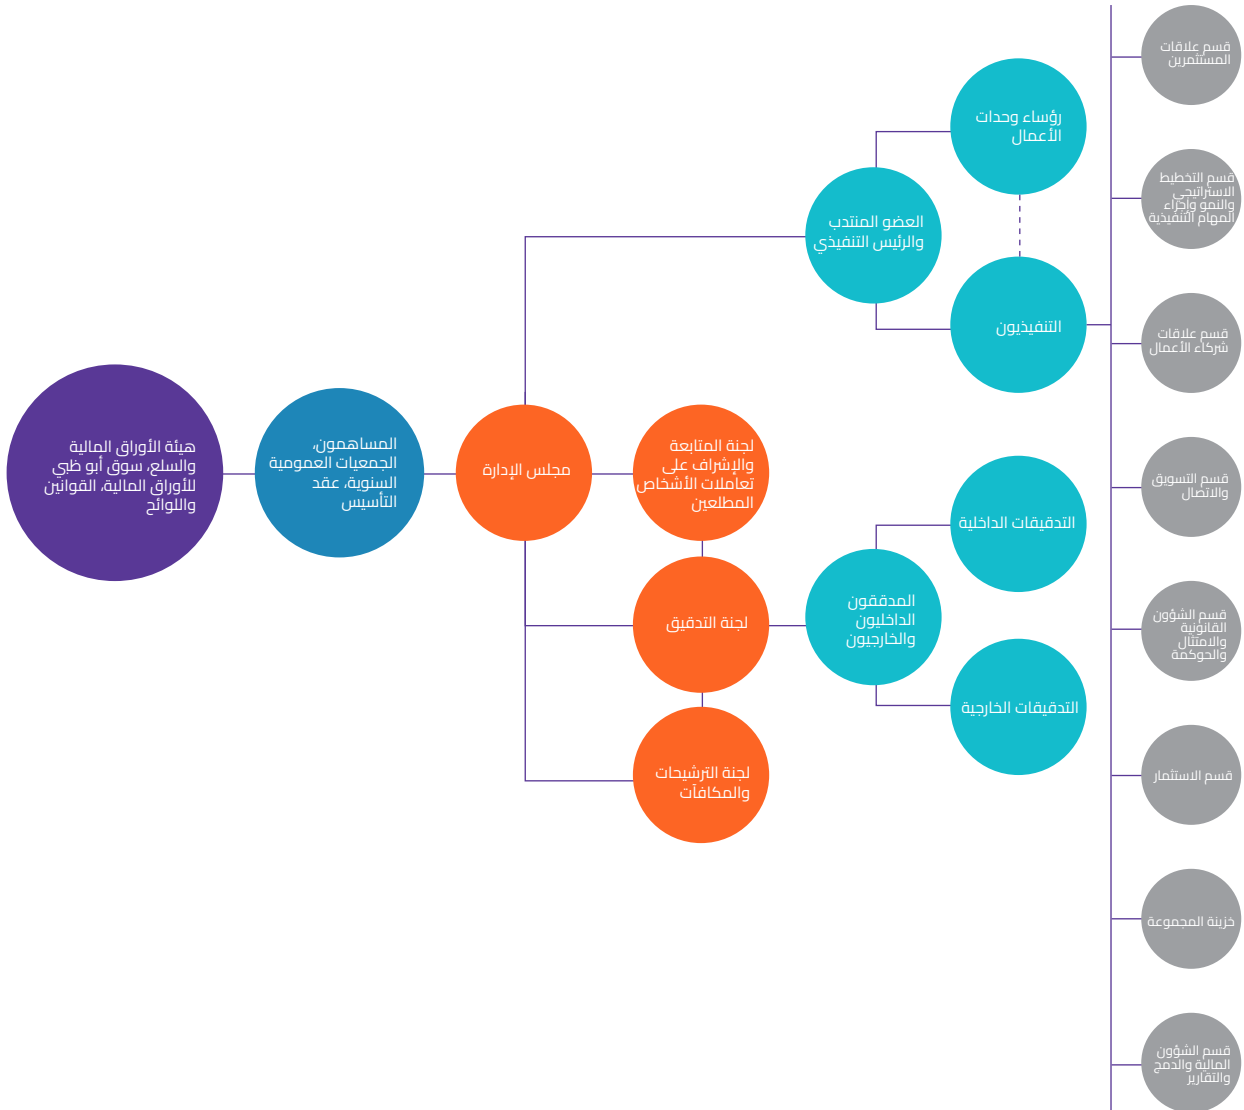 هيئة الأوراق المالية
والسلع، سوق أبو ظبي
للأوراق المالية، القوانين
واللوائح
المساهمون،
الجمعيات العمومية
السنوية، عقد
التأسيس
مجلس الإدارة
لجنة المتابعة
والإشراف على
تعاملات الأشخاص
المطلعين
لجنة التدقيق
لجنة الترشيحات
والمكافآت
العضو المنتدب
والرئيس التنفيذي
رؤساء وحدات
الأعمال
التنفيذيون
المدققون
الداخليون
والخارجيون
التدقيقات الداخلية
التدقيقات الخارجية
قسم علاقات
المستثمرين
قسم التخطيط
الاستراتيجي
والنمو وإجراء
المهام التنفيذية
قسم علاقات
شركاء الأعمال
قسم التسويق
والاتصال
قسم الشؤون
القانونية
والامتثال
والحوكمة
قسم الاستثمار
خزينة المجموعة
قسم الشؤون
المالية والدمج
والتقارير